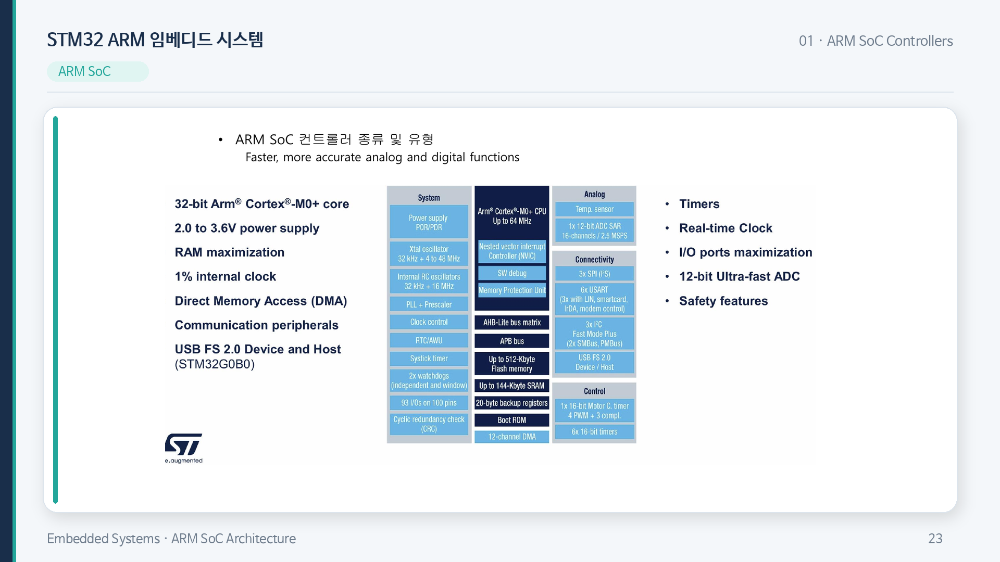 STM32 ARM 임베디드 시스템
01 · ARM SoC Controllers
ARM SoC
• ARM SoC 컨트롤러 종류 및 유형
Faster, more accurate analog and digital functions
32-bit Arm® Cortex®-M0+ core
2.0 to 3.6V power supply
RAM maximization
1% internal clock
Direct Memory Access (DMA)
Communication peripherals
USB FS 2.0 Device and Host
(STM32G0B0)
System
Power supply
POR/PDR
Xtal oscillator
32 kHz + 4 to 48 MHz
Internal RC oscillators
32 kHz + 16 MHz
PLL + Prescaler
Clock control
RTC/AWU
Systick timer
2x watchdogs
(independent and window)
93 I/Os on 100 pins
Cyclic redundancy check
(CRC)
Arm® Cortex®-M0+ CPU
Up to 64 MHz
Nested vector interrupt
Controller (NVIC)
SW debug
Memory Protection Unit
AHB-Lite bus matrix
APB bus
Up to 512-Kbyte
Flash memory
Up to 144-Kbyte SRAM
20-byte backup registers
Boot ROM
12-channel DMA
Analog
Temp. sensor
1x 12-bit ADC SAR
16-channels / 2.5 MSPS
Connectivity
3x SPI (I²S)
6x USART
(3x with LIN, smartcard,
IrDA, modem control)
3x I²C
Fast Mode Plus
(2x SMBus, PMBus)
USB FS 2.0
Device / Host
Control
1x 16-bit Motor C. timer
4 PWM + 3 compl.
6x 16-bit timers
• Timers
• Real-time Clock
• I/O ports maximization
• 12-bit Ultra-fast ADC
• Safety features
ST
e.augmented
Embedded Systems · ARM SoC Architecture
23